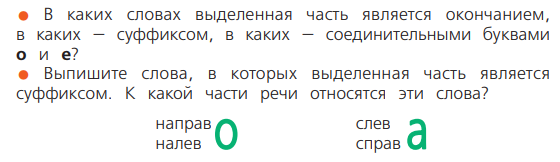 ● В каких словах выделенная часть является окончанием,
в каких — суффиксом, в каких — соединительными буквами
о и е?
● Выпишите слова, в которых выделенная часть является
суффиксом. К какой части речи относятся эти слова?
направ о слев а
налев справ